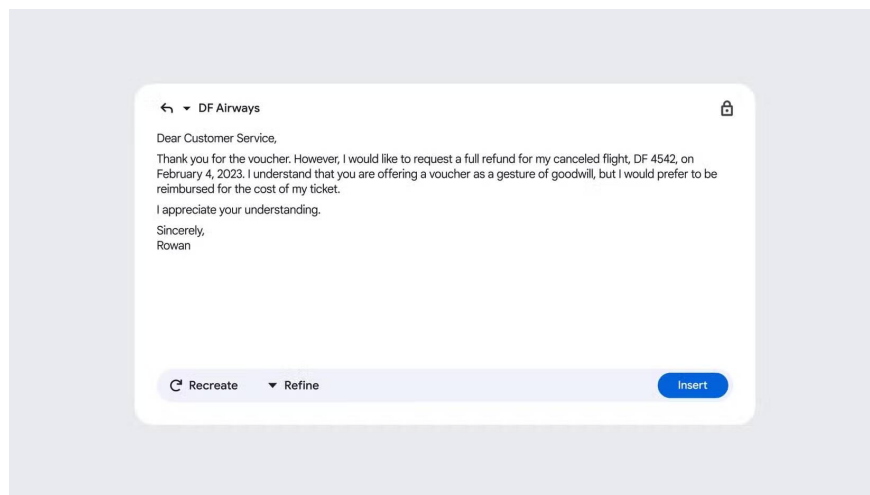 DF Airways
Dear Customer Service,
Thank you for the voucher. However, I would like to request a full refund for my canceled flight, DF 4542, on
February 4, 2023. I understand that you are offering a voucher as a gesture of goodwill, but I would prefer to be
reimbursed for the cost of my ticket.
I appreciate your understanding.
Sincerely,
Rowan
Recreate
Refine
Insert